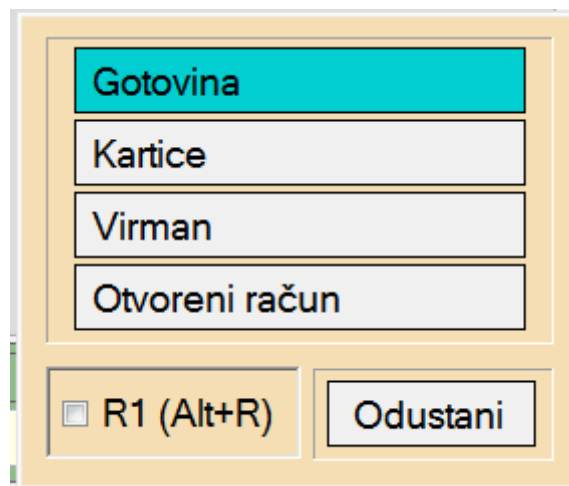 Gotovina
Kartice
Virman
Otvoreni račun
R1 (Alt+R)
Odustani